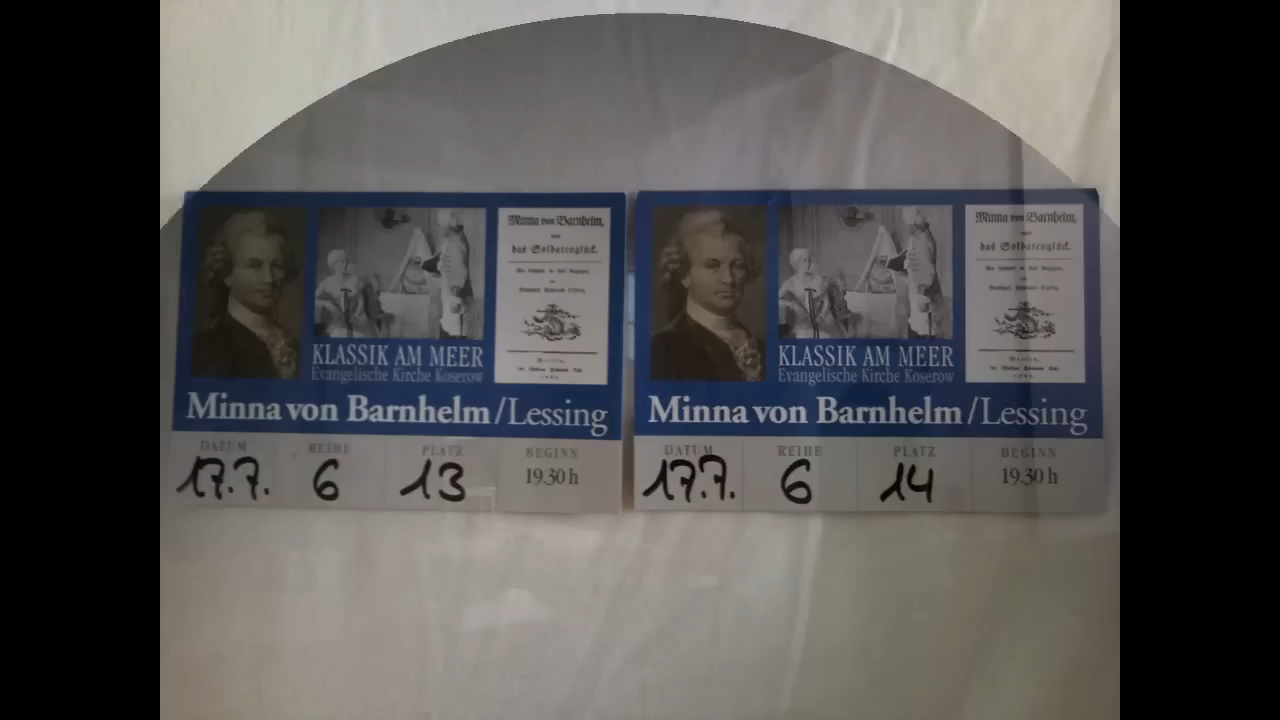 Minna von Barnhelm,
das Soldatenglück.
KLASSIK AM MEER
Evangelische Kirche Koserow
Minna von Barnhelm/Lessing
DATUM REIHE PLATZ BEGINN
17.7. 6 13 19.30 h
Minna von Barnhelm,
das Soldatenglück.
KLASSIK AM MEER
Evangelische Kirche Koserow
Minna von Barnhelm/Lessing
DATUM REIHE PLATZ BEGINN
17.7. 6 14 19.30 h